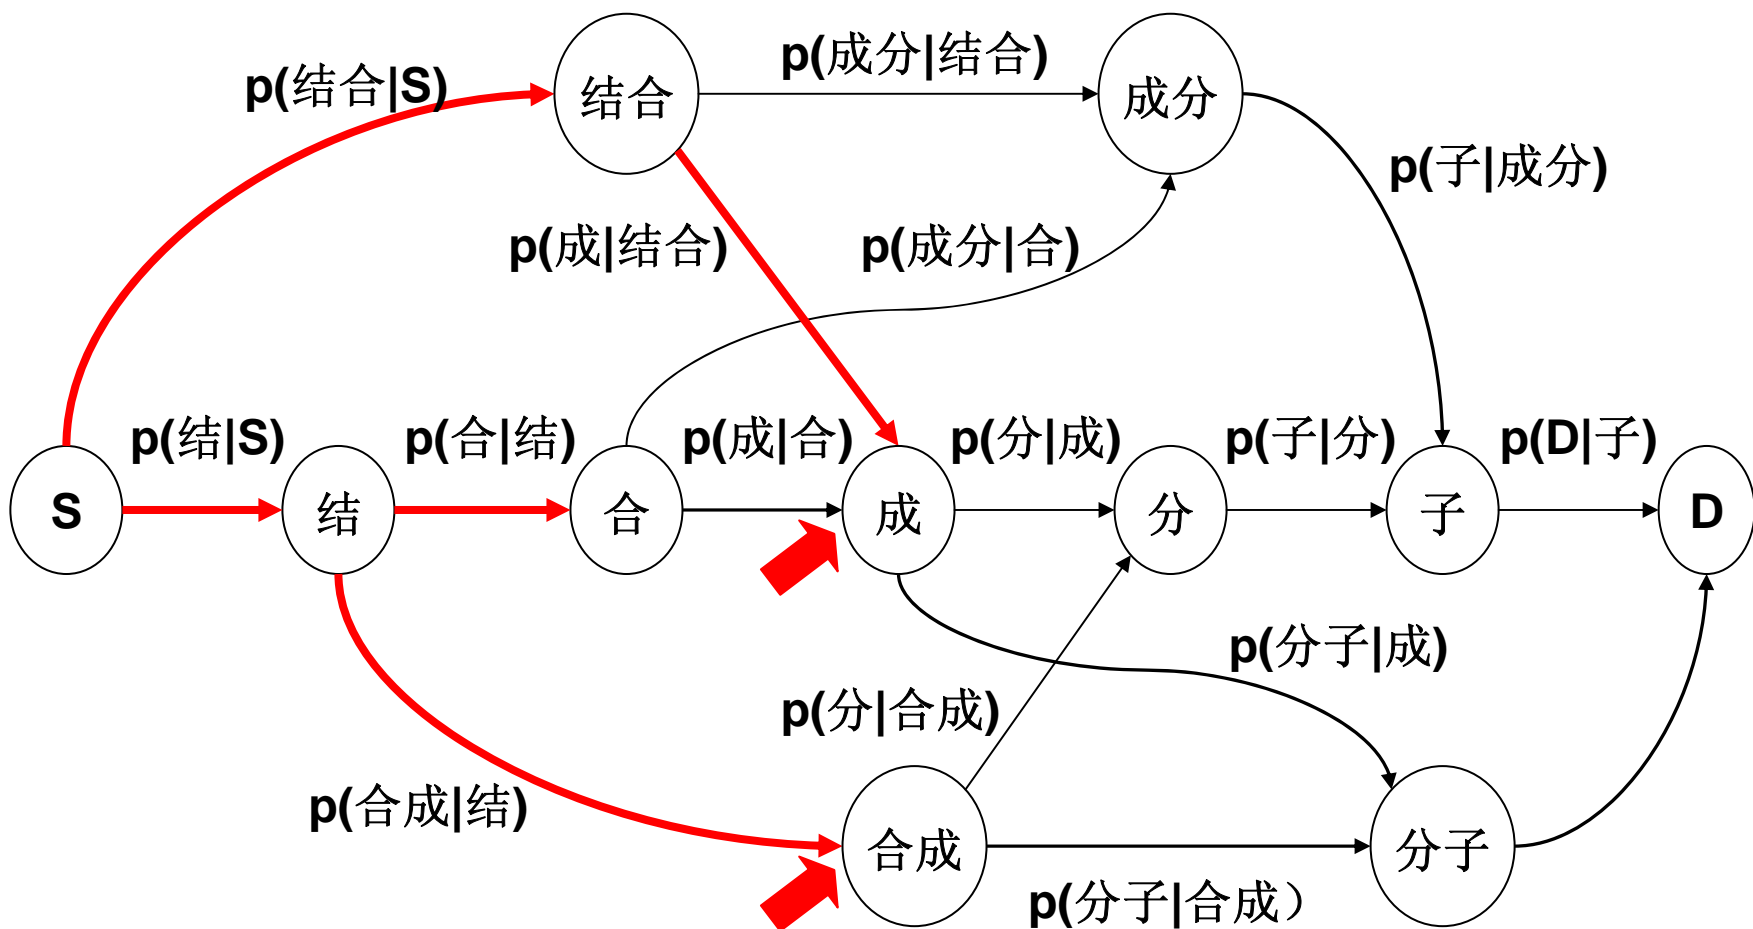 p(成分|结合)
p(结合|S)
结合
成分
p(子|成分)
p(成|结合)
p(成分|合)
p(结|S)
p(合|结)
p(成|合)
p(分|成)
p(子|分)
p(D|子)
S
结
合
成
分
子
D
p(分子|成)
p(分|合成)
p(合成|结)
合成
分子
p(分子|合成）